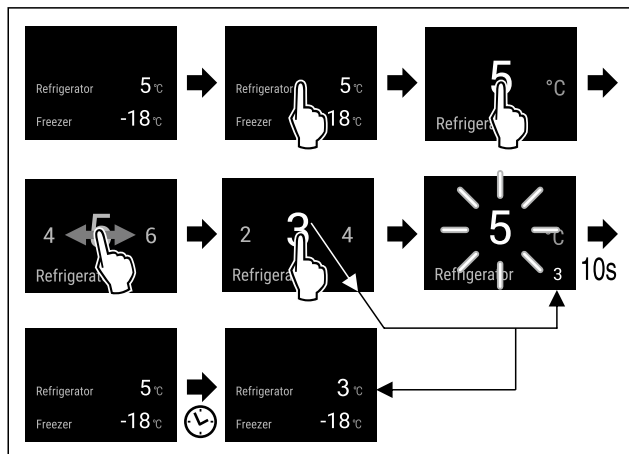 Refrigerator 5 °C
Freezer -18 °C
Refrigerator 5 °C
Freezer 18 °C
5 °C
Refrigera
4 5 6
Refrigerat
2 3 4
Refrigera
5 °C
Refrigerator 3
10s
Refrigerator 5 °C
Freezer -18 °C
Refrigerator 3 °C
Freezer -18 °C